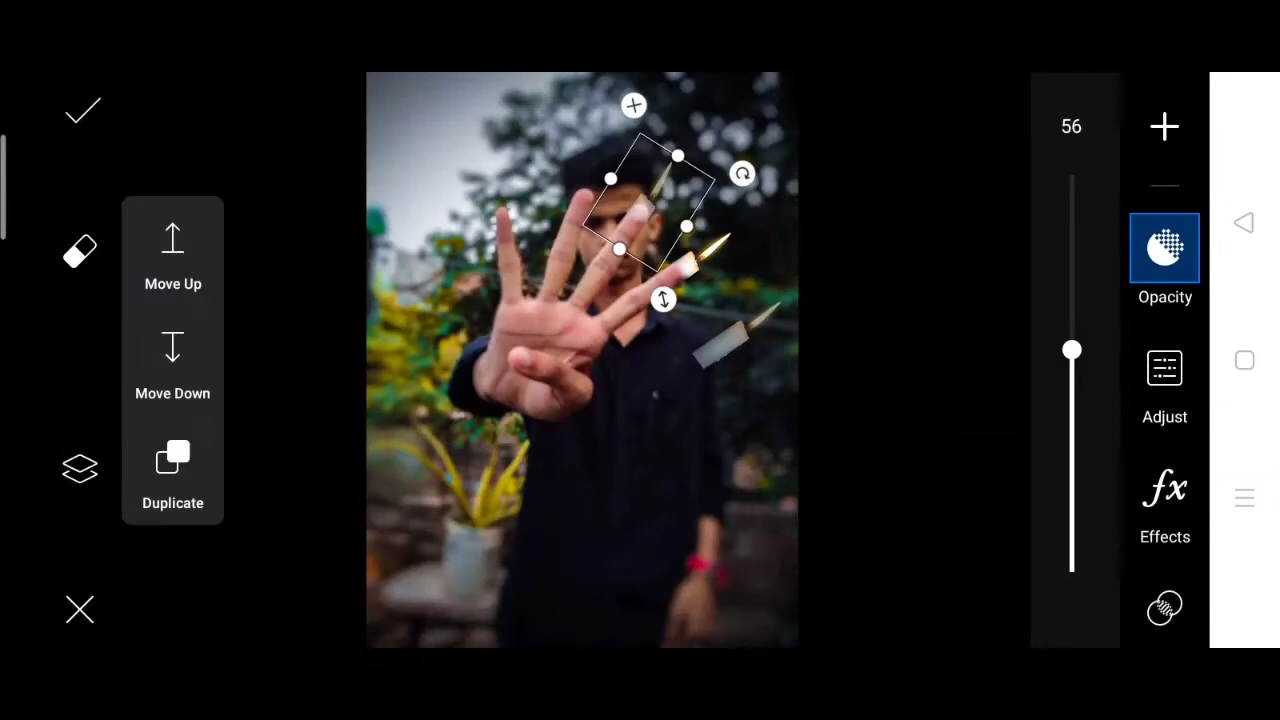 Move Up
Move Down
Duplicate
56
Opacity
Adjust
fx
Effects